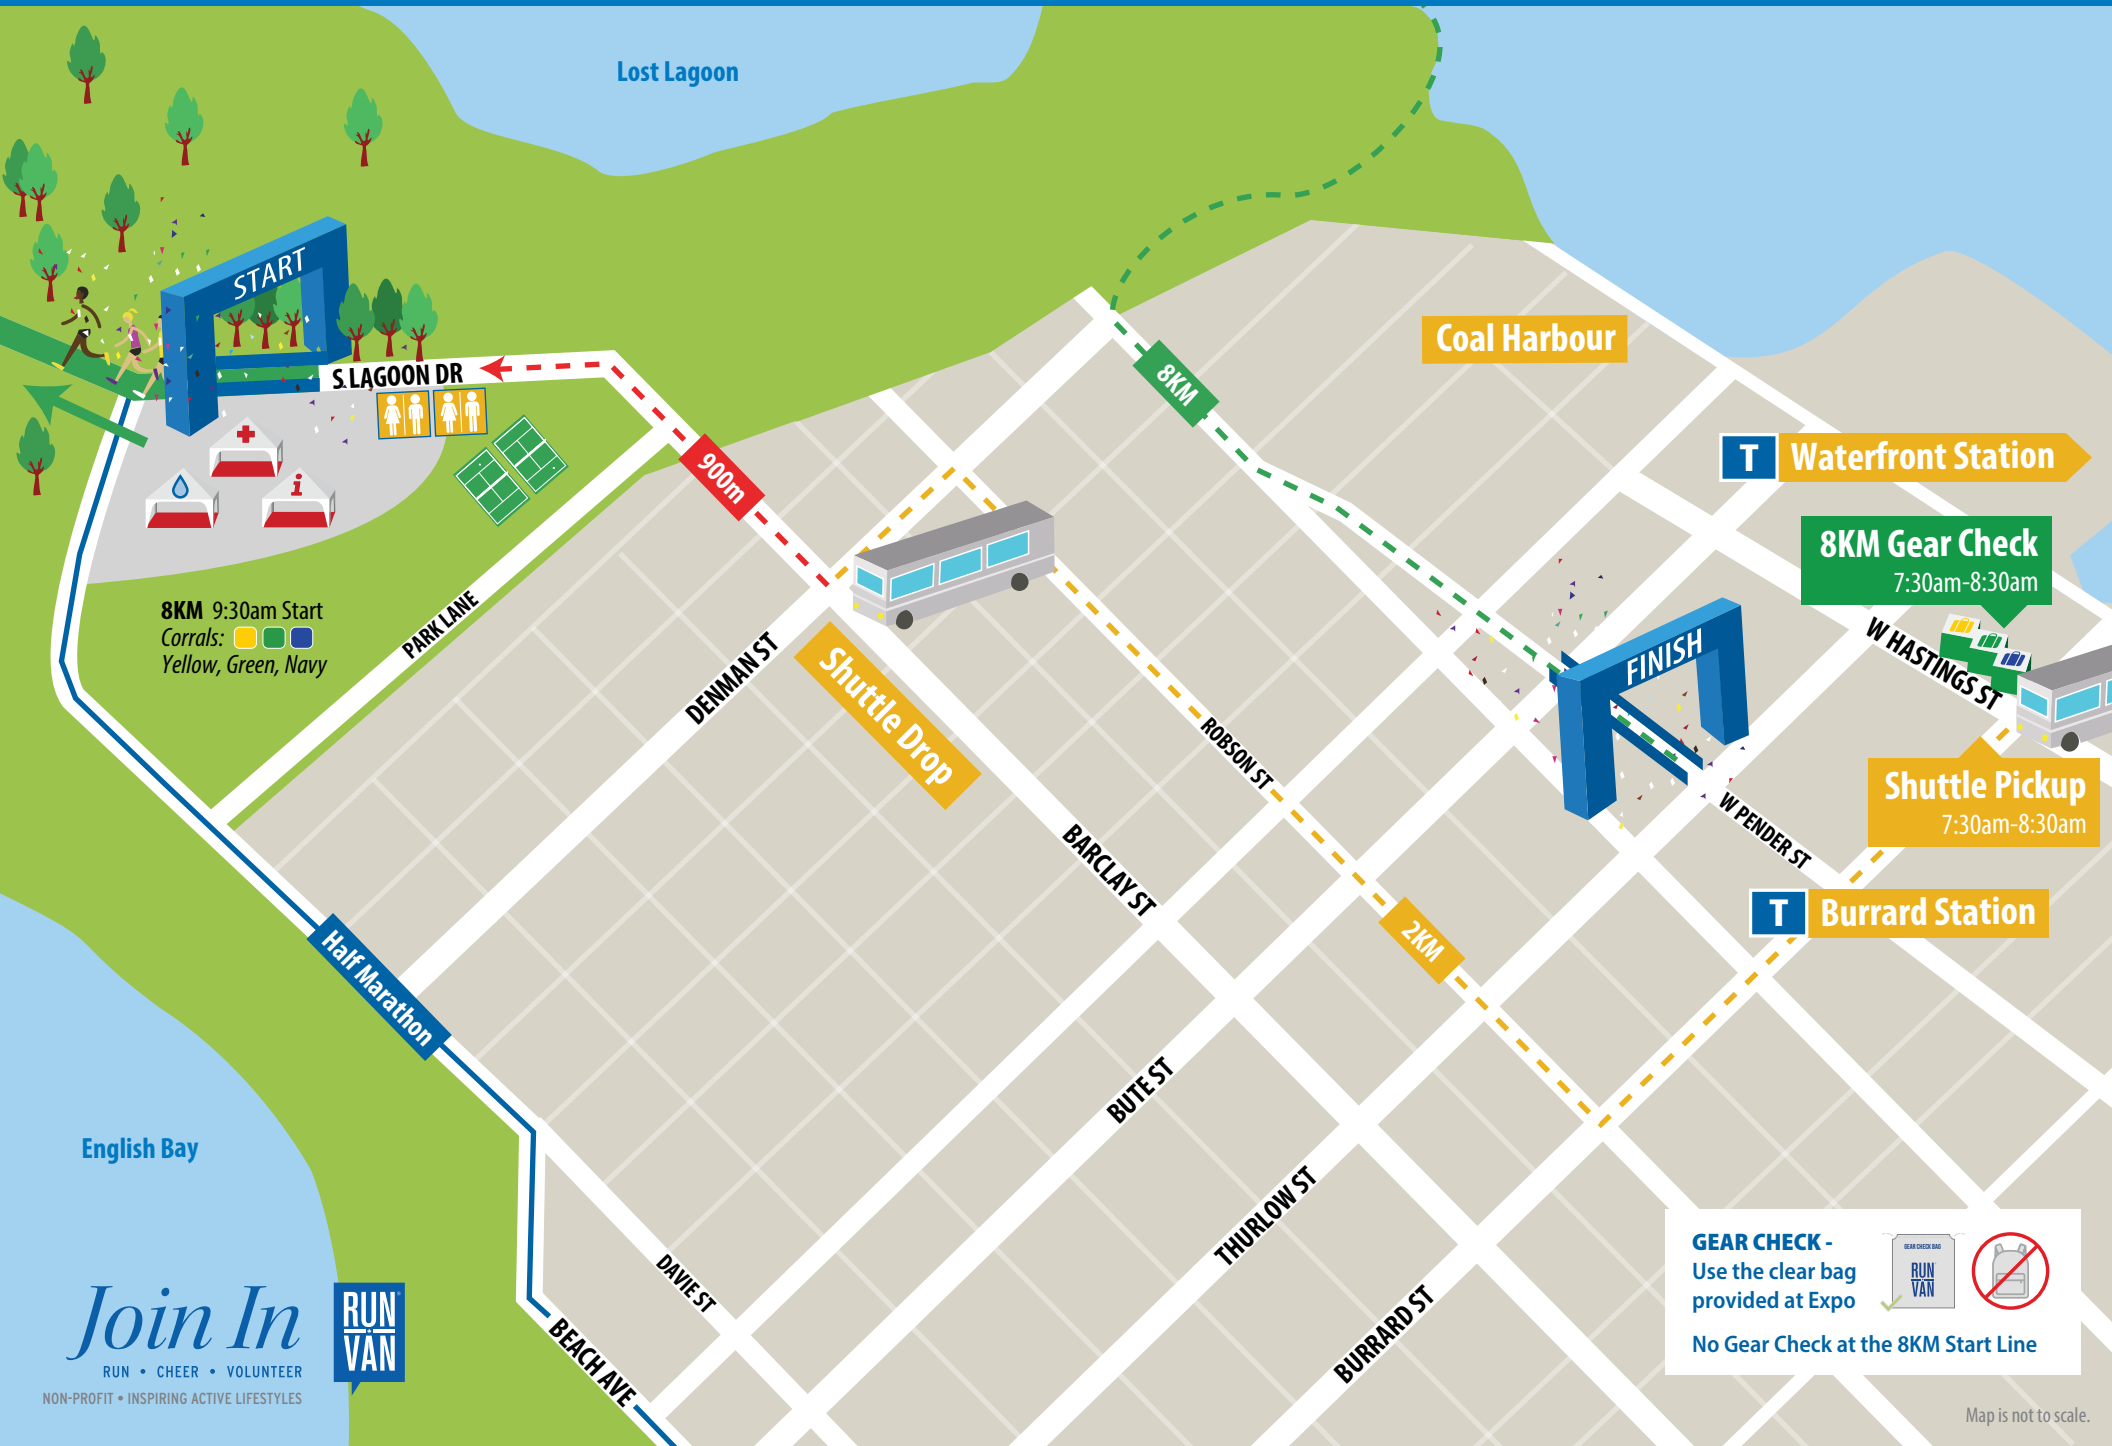 Lost Lagoon
START
S LAGOON DR
8KM
Coal Harbour
900m
T Waterfront Station
8KM Gear Check
7:30am-8:30am
8KM 9:30am Start
Corrals:
Yellow, Green, Navy
PARK LANE
DENMAN ST
Shuttle Drop
ROBSON ST
FINISH
W HASTINGS ST
Shuttle Pickup
7:30am-8:30am
W PENDER ST
BARCLAY ST
2KM
T Burrard Station
Half Marathon
BUTE ST
English Bay
THURLOW ST
DAVIE ST
BURRARD ST
BEACH AVE
GEAR CHECK -
Use the clear bag
provided at Expo
No Gear Check at the 8KM Start Line
GEAR CHECK BAG
RUN
VAN
Join In
RUN • CHEER • VOLUNTEER
NON-PROFIT • INSPIRING ACTIVE LIFESTYLES
RUN
VAN
Map is not to scale.